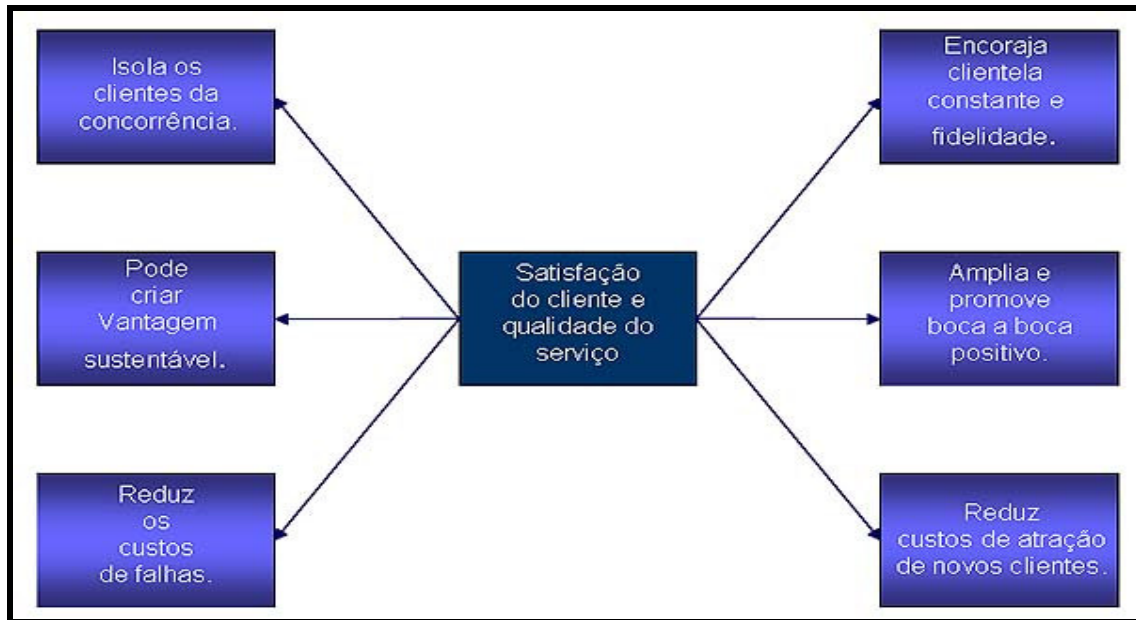 Isola os
clientes da
concorrência.
Encoraja
clientela
constante e
fidelidade.
Pode
criar
Vantagem
sustentável.
Satisfação
do cliente e
qualidade do
serviço
Amplia e
promove
boca a boca
positivo.
Reduz
os
custos
de falhas.
Reduz
custos de atração
de novos clientes.